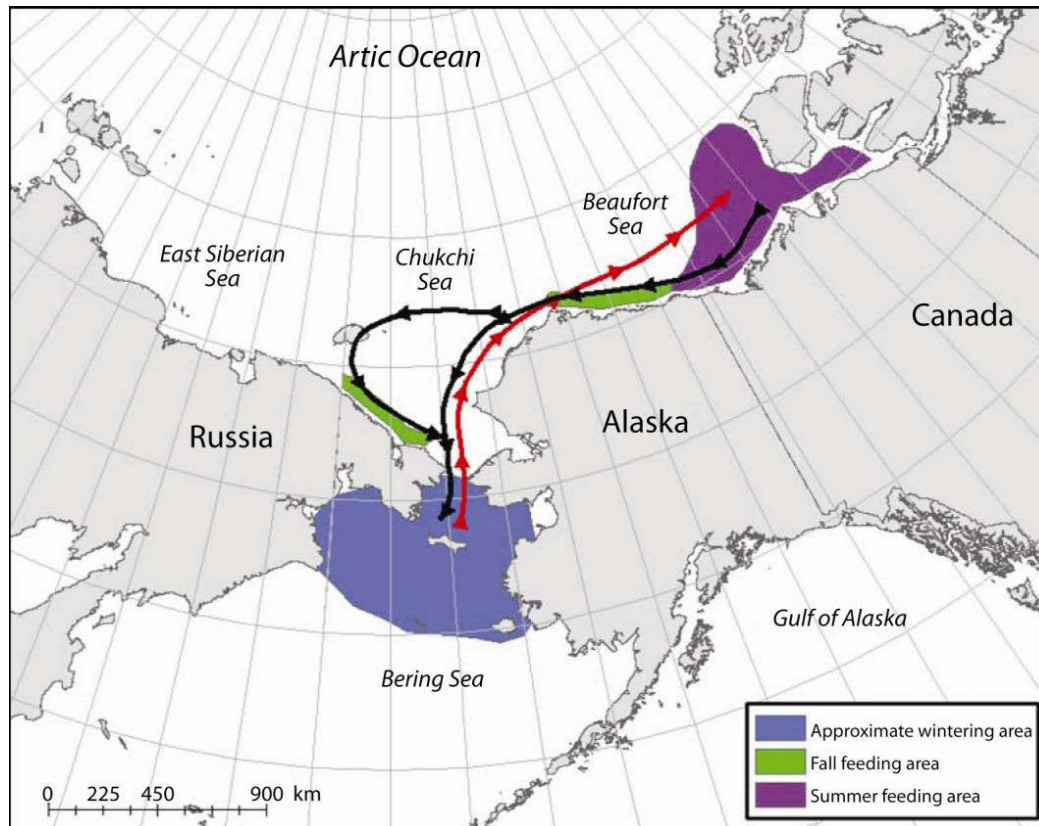 Artic Ocean
Beaufort
Sea
East Siberian
Sea
Chukchi
Sea
Canada
Russia
Alaska
Gulf of Alaska
Bering Sea
Approximate wintering area
Fall feeding area
Summer feeding area
0 225 450 900 km